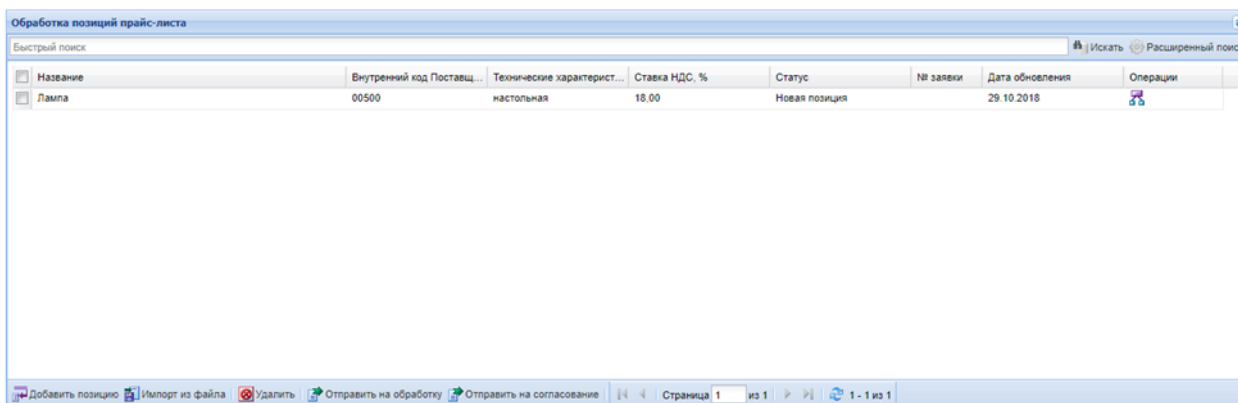 Обработка позиций прайс-листа
Быстрый поиск Искать Расширенный поис
Название Внутренний код Поставщ... Технические характерист... Ставка НДС, % Статус № заявки Дата обновления Операции
Лампа 00500 настольная 18,00 Новая позиция 29.10.2018
Добавить позицию Импорт из файла Удалить Отправить на обработку Отправить на согласование Страница 1 из 1 1 - 1 из 1